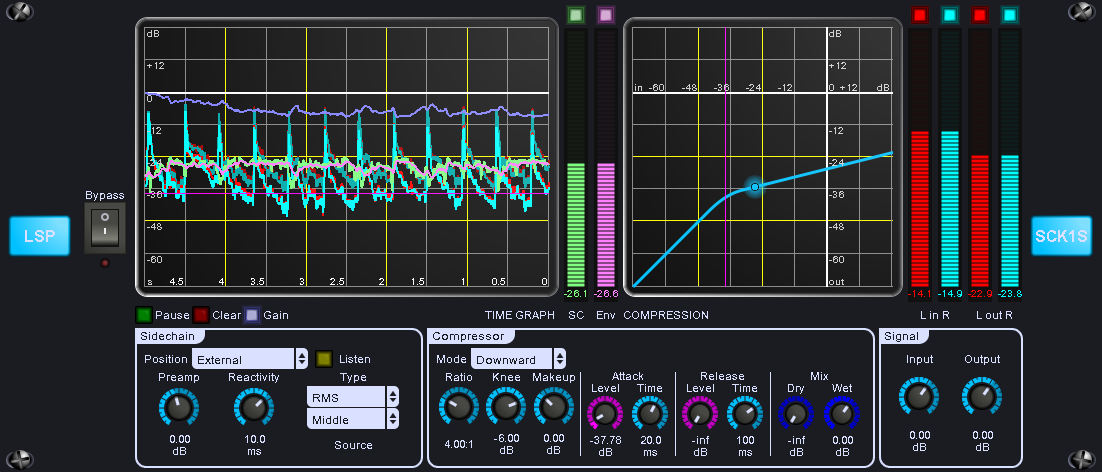 dB
+12
0
-12
-24
-36
-48
-60
s 4.5 4 3.5 3 2.5 2 1.5 1 0.5 0
-26.1 -26.6
dB
+12
in -60 -48 -36 -24 -12 0 +12 dB
-12
-24
-36
-48
-60
out
-14.1 -14.9 -22.9 -23.8
Bypass
LSP
SCK1S
Pause Clear Gain TIME GRAPH SC Env COMPRESSION L in R L out R
Sidechain
Position External Listen
Preamp Reactivity Type
RMS
Middle
Source
0.00 dB
10.0 ms
Compressor
Mode Downward
Ratio Knee Makeup
4.00:1
-6.00 dB
0.00 dB
Attack
Level Time
-37.78 dB
20.0 ms
Release
Level Time
-inf dB
100 ms
Mix
Dry Wet
-inf dB
0.00 dB
Signal
Input Output
0.00 dB
0.00 dB